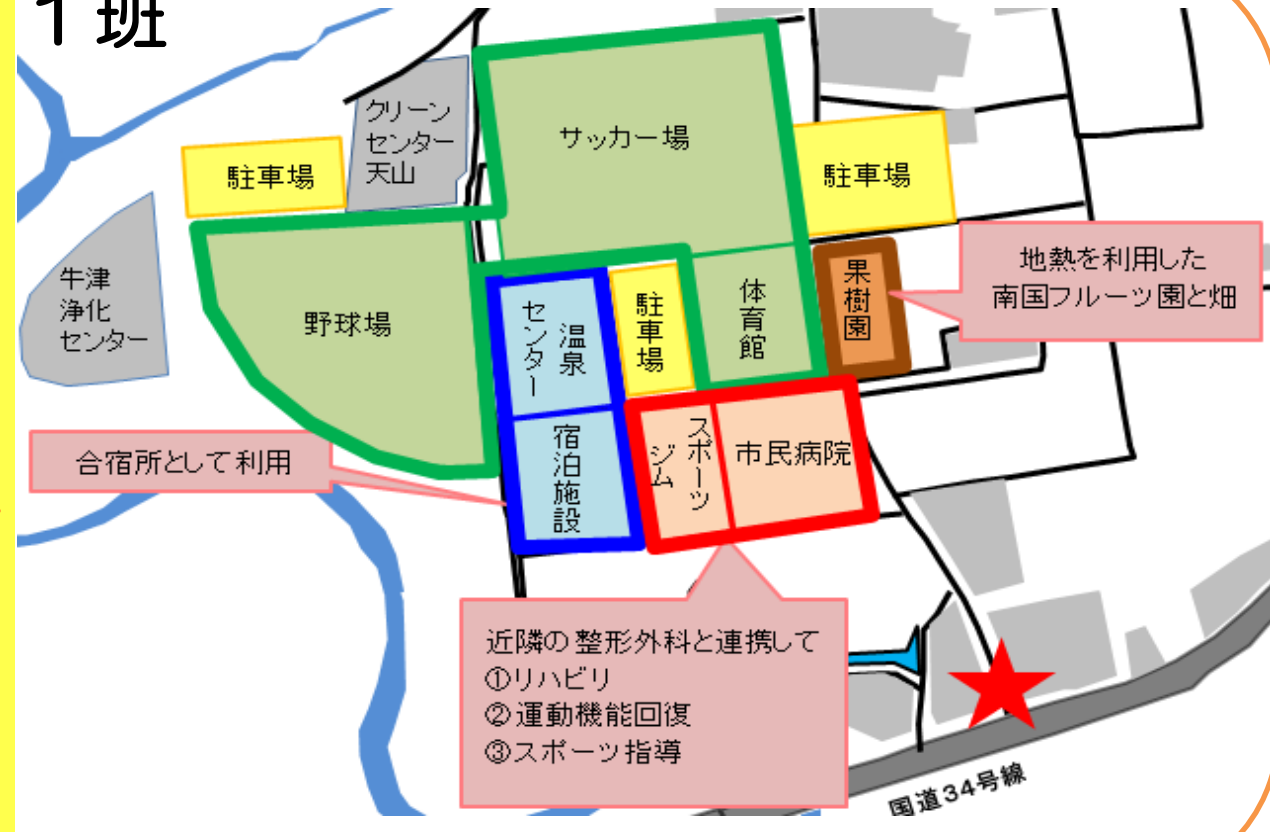 1班
クリーン
センター
天山
サッカー場
駐車場
駐車場
地熱を利用した
南国フルーツ園と畑
果樹園
牛津
浄化
センター
野球場
温泉
センター
駐車場
体育館
合宿所として利用
宿泊施設
スポーツ
ジム
市民病院
近隣の整形外科と連携して
①リハビリ
②運動機能回復
③スポーツ指導
国道34号線